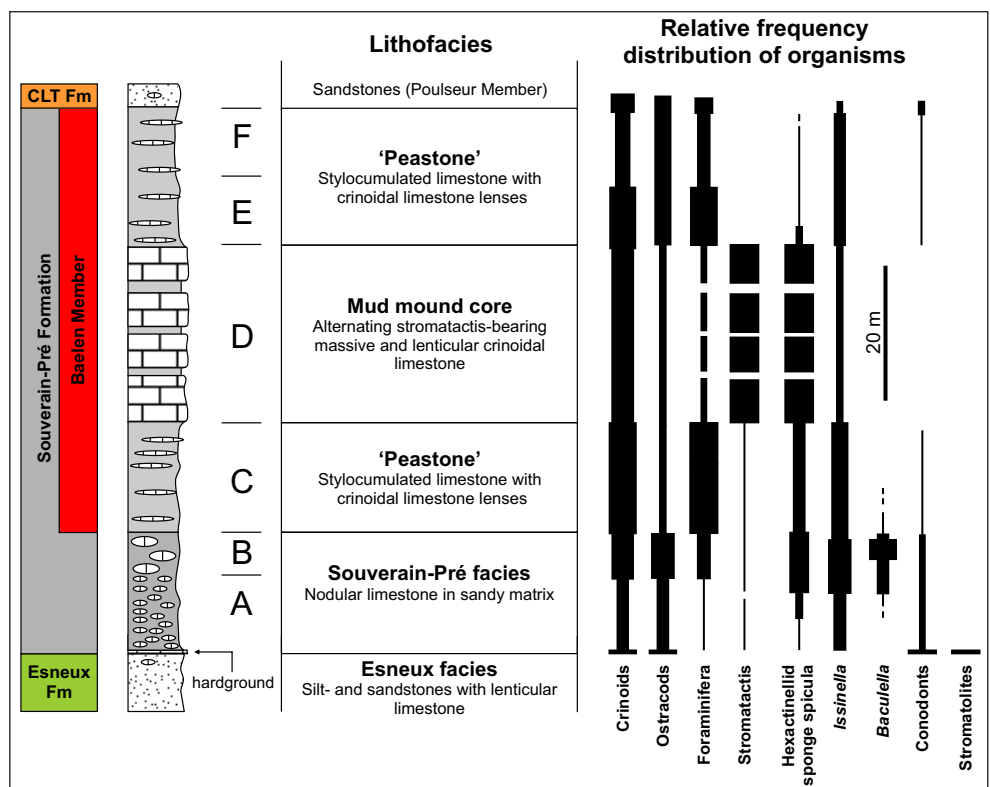 Lithofacies
Relative frequency
distribution of organisms
CLT Fm
Souverain-Pré Formation
Baelen Member
Esneux
Fm
F
E
D
C
B
A
hardground
Sandstones (Poulseur Member)
‘Peastone’
Stylocumulated limestone with
crinoidal limestone lenses
Mud mound core
Alternating stromatactis-bearing
massive and lenticular crinoidal
limestone
‘Peastone’
Stylocumulated limestone with
crinoidal limestone lenses
Souverain-Pré facies
Nodular limestone in sandy matrix
Esneux facies
Silt- and sandstones with lenticular
limestone
20 m
Crinoids
Ostracods
Foraminifera
Stromatactis
Hexactinellid
sponge spicula
Issinella
Baculella
Conodonts
Stromatolites